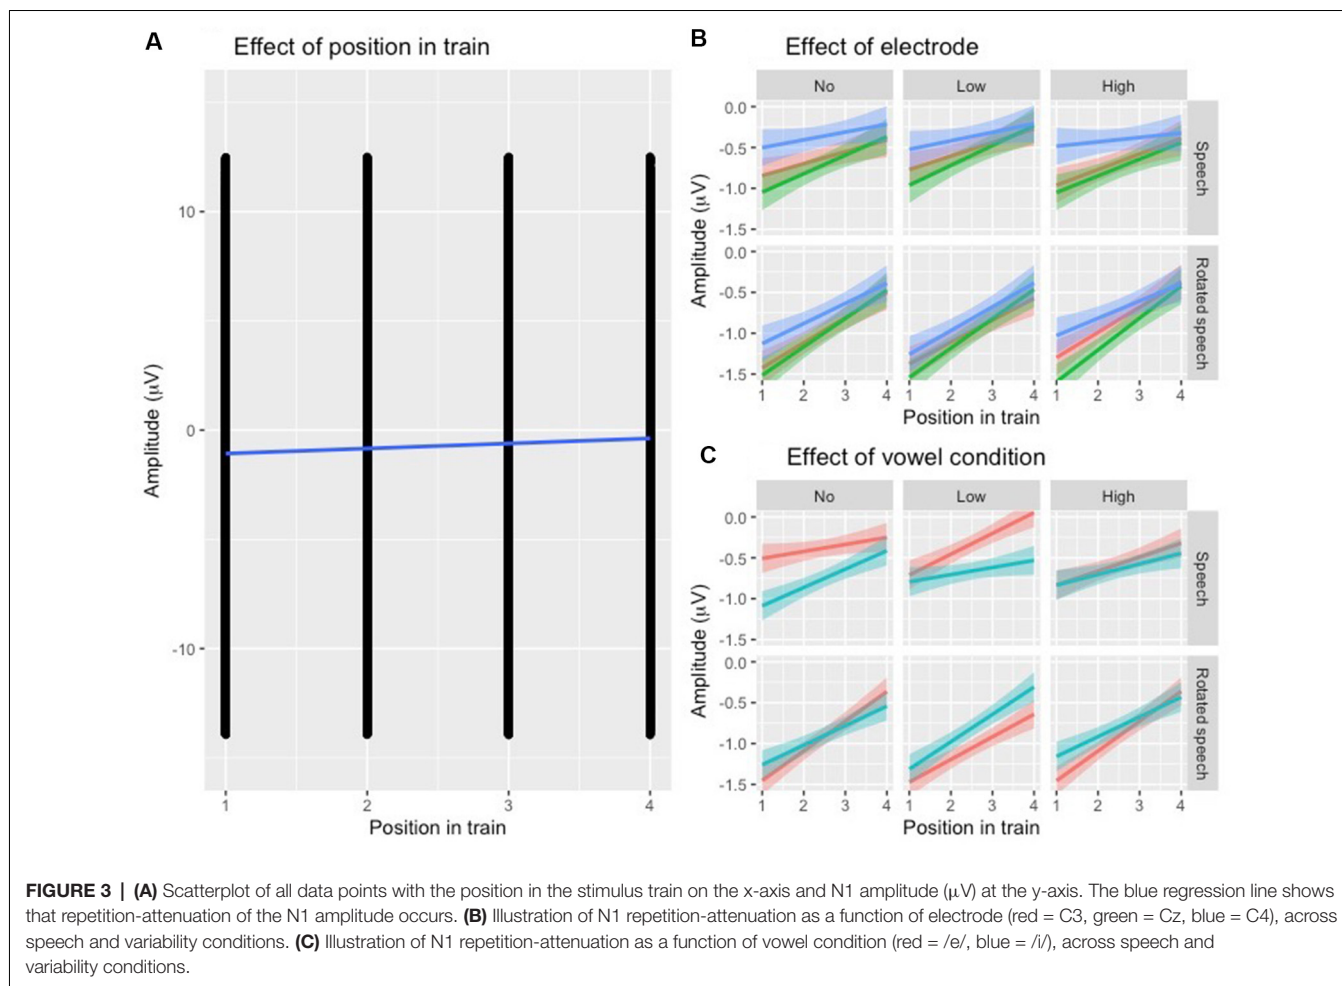 A
Effect of position in train
Amplitude (μV)
10
0
-10
1 2 3 4
Position in train
B
Effect of electrode
No Low High
Amplitude (μV)
0.0
-0.5
-1.0
-1.5
Speech
0.0
-0.5
-1.0
-1.5
Rotated speech
1 2 3 4 1 2 3 4 1 2 3 4
Position in train
C
Effect of vowel condition
No Low High
Amplitude (μV)
0.0
-0.5
-1.0
-1.5
Speech
0.0
-0.5
-1.0
-1.5
Rotated speech
1 2 3 4 1 2 3 4 1 2 3 4
Position in train
FIGURE 3 | (A) Scatterplot of all data points with the position in the stimulus train on the x-axis and N1 amplitude (μV) at the y-axis. The blue regression line shows
that repetition-attenuation of the N1 amplitude occurs. (B) Illustration of N1 repetition-attenuation as a function of electrode (red = C3, green = Cz, blue = C4), across
speech and variability conditions. (C) Illustration of N1 repetition-attenuation as a function of vowel condition (red = /e/, blue = /i/), across speech and
variability conditions.